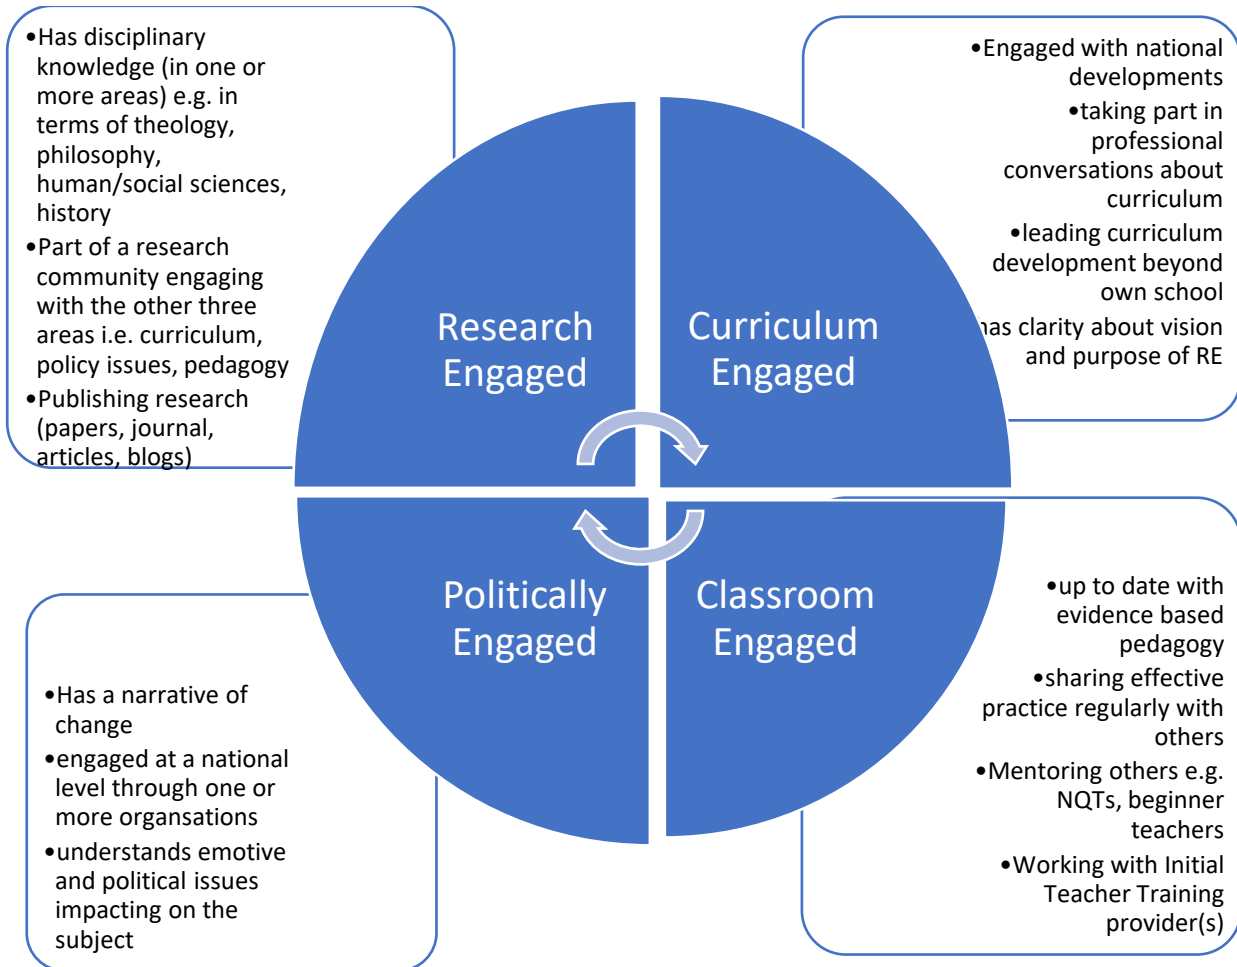 •Has disciplinary
knowledge (in one or
more areas) e.g. in
terms of theology,
philosophy,
human/social sciences,
history
•Part of a research
community engaging
with the other three
areas i.e. curriculum,
policy issues, pedagogy
•Publishing research
(papers, journal,
articles, blogs)
•Engaged with national
developments
•taking part in
professional
conversations about
curriculum
•leading curriculum
development beyond
own school
has clarity about vision
and purpose of RE
Research
Engaged
Curriculum
Engaged
Politically
Engaged
Classroom
Engaged
•Has a narrative of
change
•engaged at a national
level through one or
more organsations
•understands emotive
and political issues
impacting on the
subject
•up to date with
evidence based
pedagogy
•sharing effective
practice regularly with
others
•Mentoring others e.g.
NQTs, beginner
teachers
•Working with Initial
Teacher Training
provider(s)